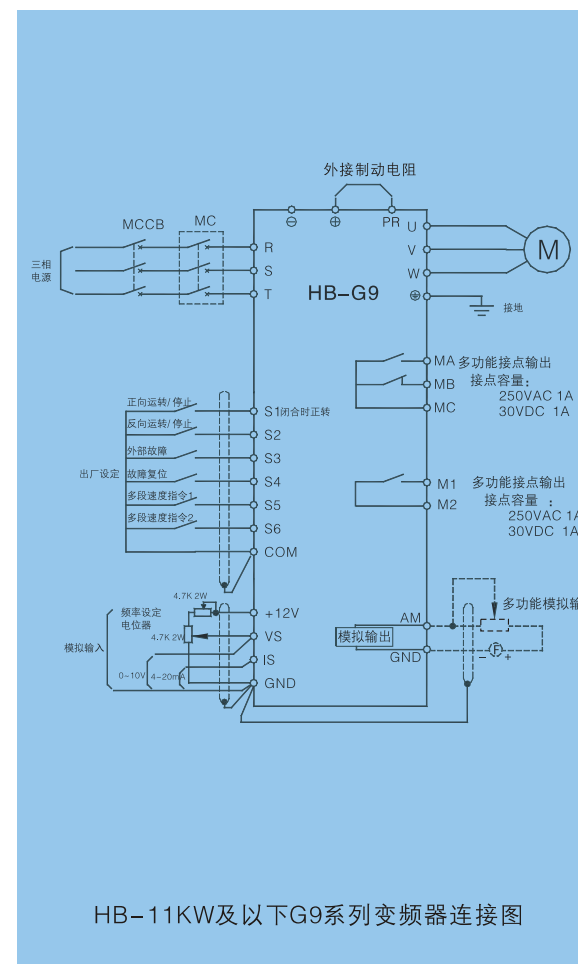 外接制动电阻
⊖ ⊕ PR
MCCB MC
三相
电源
R
S
T
HB-G9
U
V
W
M
接地
MA 多功能接点输出
MB 接点容量：
250VAC 1A
MC 30VDC 1A
正向运转/停止 S1闭合时正转
反向运转/停止 S2
外部故障 S3
出厂设定 故障复位 S4
多段速度指令1 S5
多段速度指令2 S6
COM
M1 多功能接点输出
M2 接点容量：
250VAC 1A
30VDC 1A
4.7K 2W
频率设定
电位器
+12V
4.7K 2W VS
模拟输入
IS
0~10V 4~20mA
GND
AM 多功能模拟输
模拟输出
GND
- F +
HB-11KW及以下G9系列变频器连接图